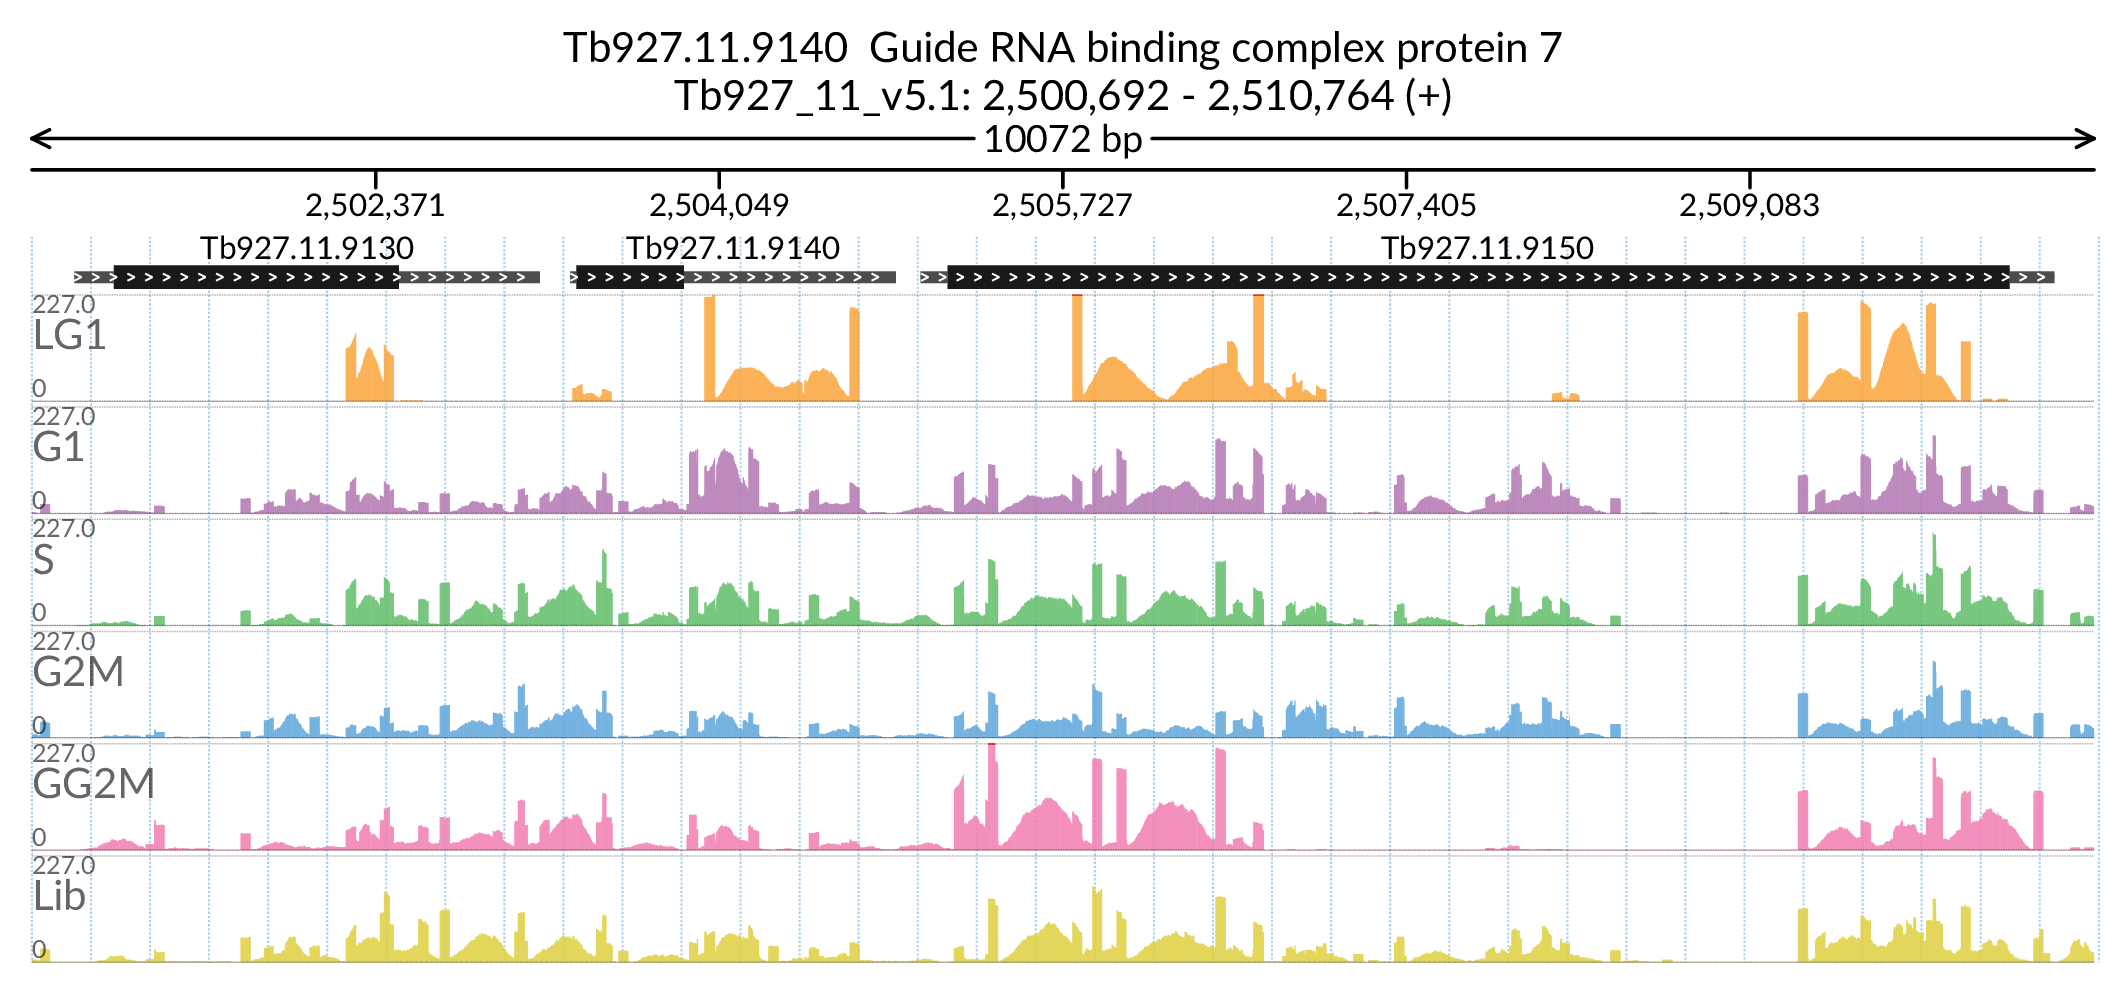 Tb927.11.9140  Guide RNA binding complex protein 7
Tb927_11_v5.1: 2,500,692 - 2,510,764 (+)
10072 bp
2,502,371 2,504,049 2,505,727 2,507,405 2,509,083
Tb927.11.9130 Tb927.11.9140 Tb927.11.9150
227.0
LG1
0
227.0
G1
0
227.0
S
0
227.0
G2M
0
227.0
GG2M
0
227.0
Lib
0